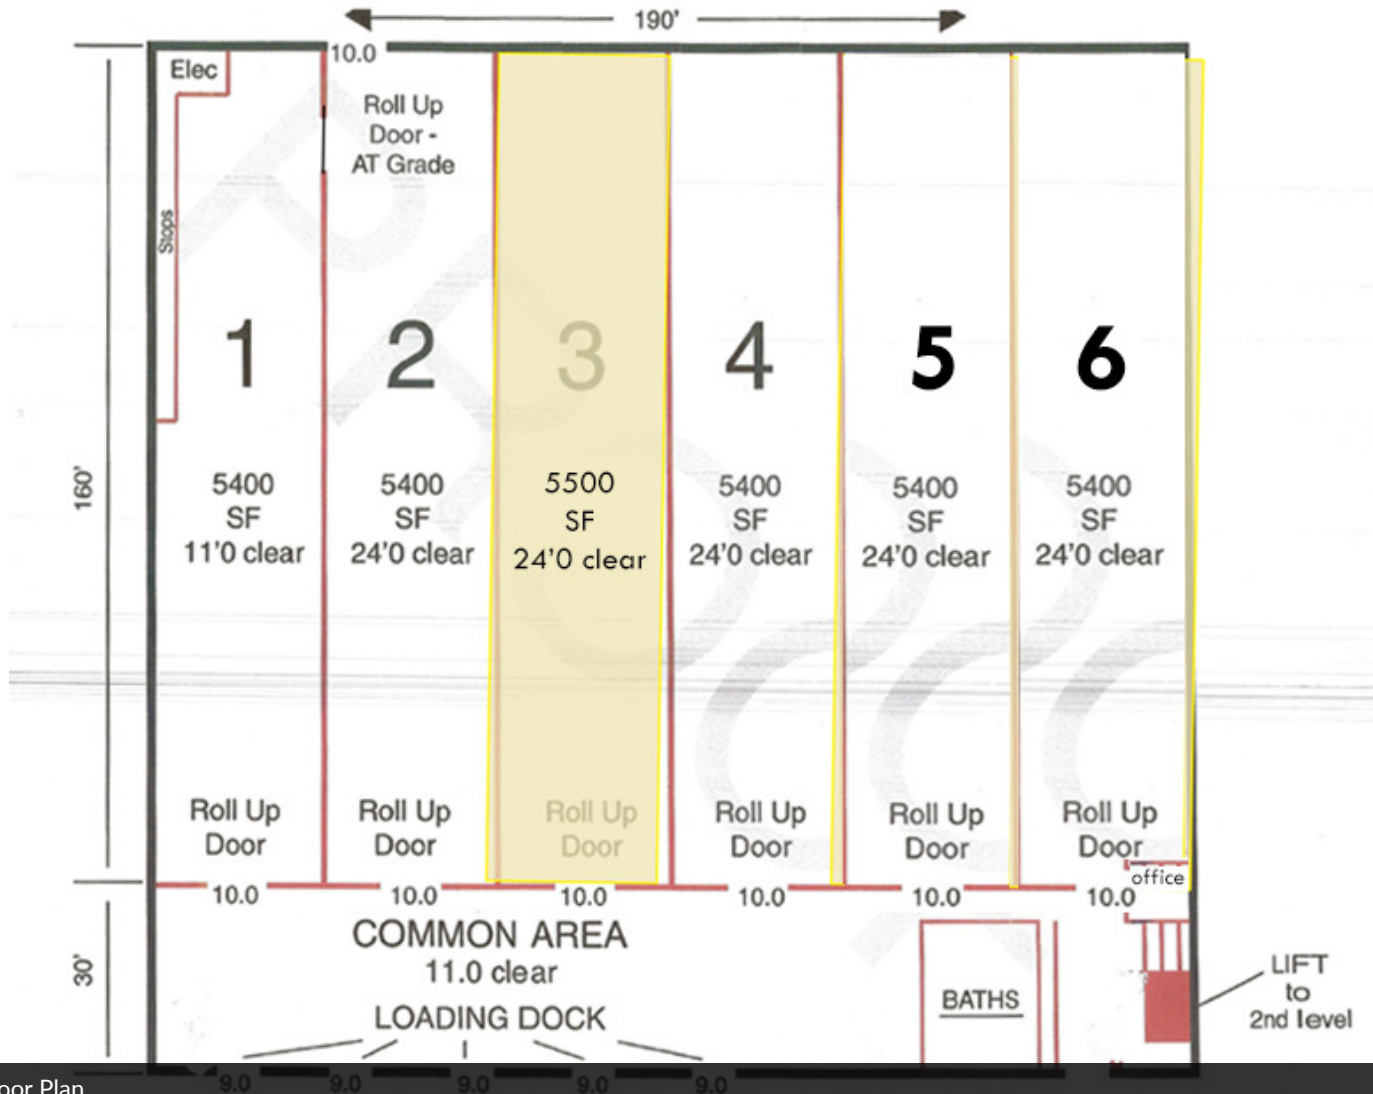 190'
10.0
Elec
Roll Up
Door -
AT Grade
Stops
1
2
3
4
5
6
160'
5400
SF
11'0 clear
5400
SF
24'0 clear
5500
SF
24'0 clear
5400
SF
24'0 clear
5400
SF
24'0 clear
5400
SF
24'0 clear
Roll Up
Door
Roll Up
Door
Roll Up
Door
Roll Up
Door
Roll Up
Door
Roll Up
Door
office
10.0
10.0
10.0
10.0
10.0
10.0
COMMON AREA
11.0 clear
30'
LOADING DOCK
BATHS
LIFT
to
2nd level
9.0
9.0
9.0
9.0
9.0
oor Plan